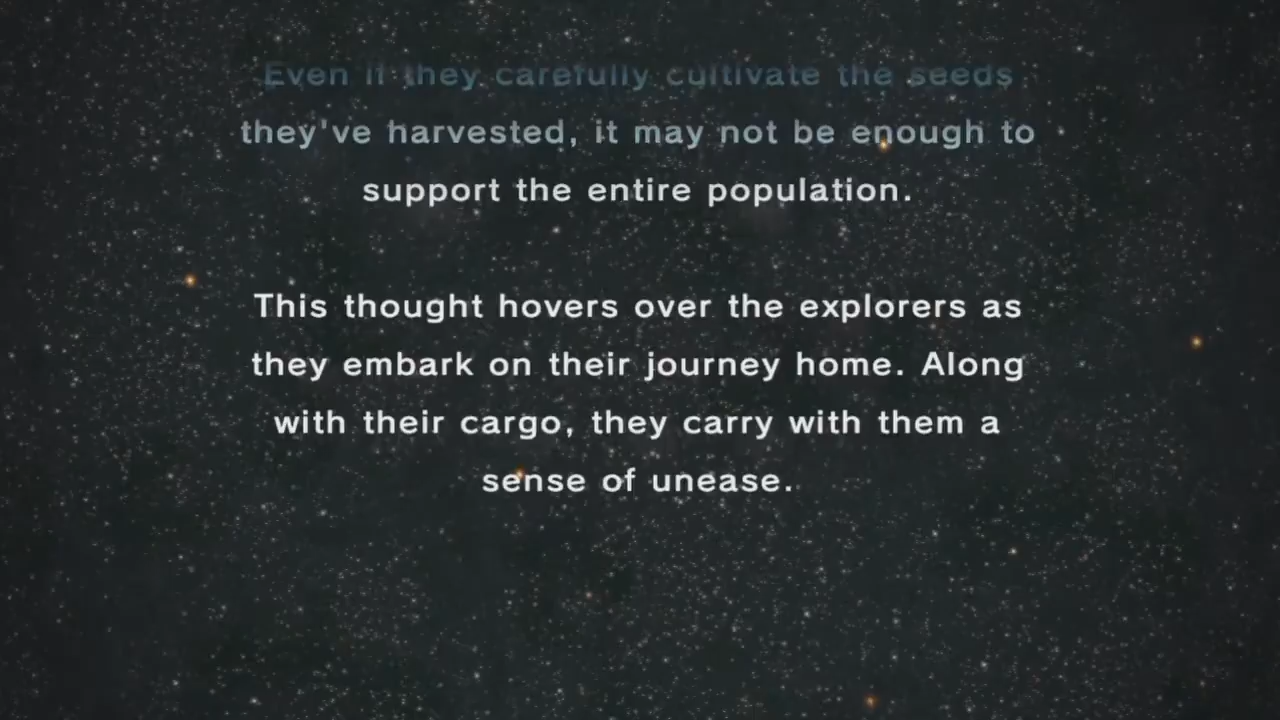 Even if they carefully cultivate the seeds
they've harvested, it may not be enough to
support the entire population.
This thought hovers over the explorers as
they embark on their journey home. Along
with their cargo, they carry with them a
sense of unease.